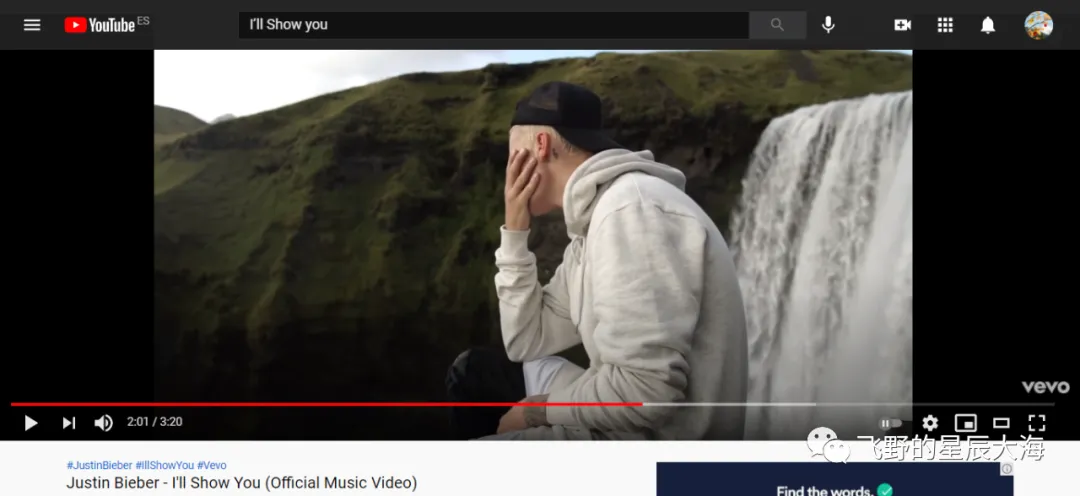 YouTube ES
I'll Show you
vevo
2:01 / 3:20
飞野的星辰大海
#JustinBieber #IllShowYou #Vevo
Justin Bieber - I'll Show You (Official Music Video)
Find the words.